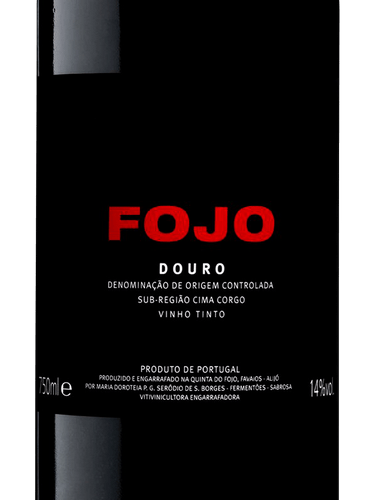 FOJO
DOURO
DENOMINAÇÃO DE ORIGEM CONTROLADA
SUB-REGIÃO CIMA CORGO
VINHO TINTO
PRODUTO DE PORTUGAL
PRODUZIDO E ENGARRAFADO NA QUINTA DO FOJO, FAVAIOS - ALIJÓ
750ml e
POR MARIA DOROTEIA P. G. SERÔDIO DE S. BORGES - FERMENTÕES - SABROSA
14%vol.
VITIVINICULTORA ENGARRAFADORA